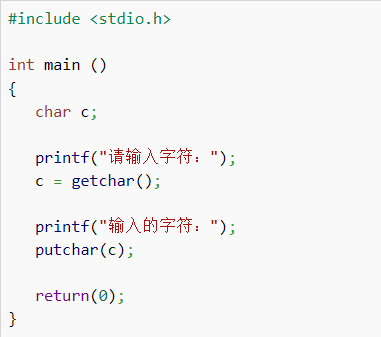 #include <stdio.h>
int main ()
{
char c;
printf("请输入字符：");
c = getchar();
printf("输入的字符：");
putchar(c);
return(0);
}